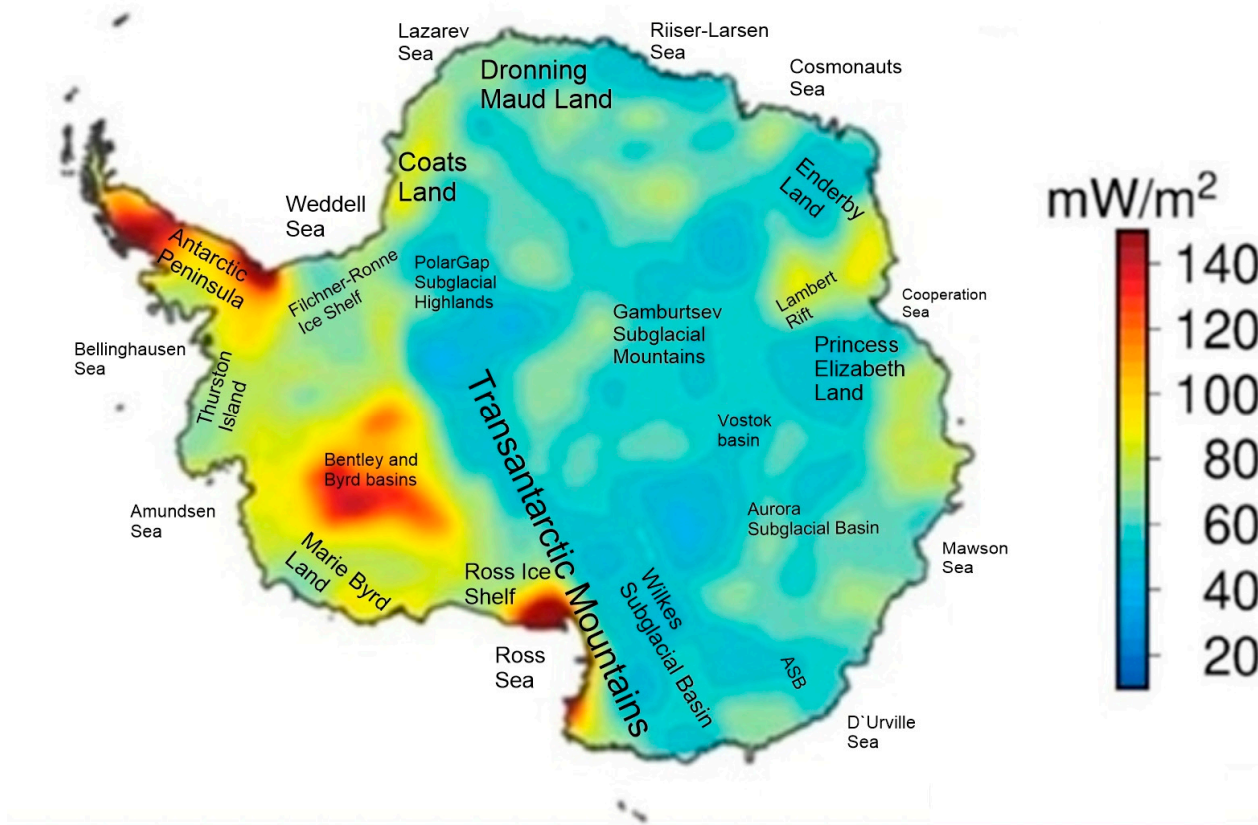 Lazarev
Sea
Riiser-Larsen
Sea
Dronning
Maud Land
Cosmonauts
Sea
Coats
Land
Enderby
Land
mW/m²
Weddell
Sea
Antarctic
Peninsula
Filchner-Ronne
Ice Shelf
PolarGap
Subglacial
Highlands
Lambert
Rift
Cooperation
Sea
Gamburtsev
Subglacial
Mountains
Princess
Elizabeth
Land
Bellinghausen
Sea
Thurston
Island
Transantarctic Mountains
Vostok
basin
Bentley and
Byrd basins
Amundsen
Sea
Aurora
Subglacial Basin
Marie Byrd
Land
Mawson
Sea
Ross Ice
Shelf
Wilkes
Subglacial Basin
Ross
Sea
ASB
D`Urville
Sea
140
120
100
80
60
40
20